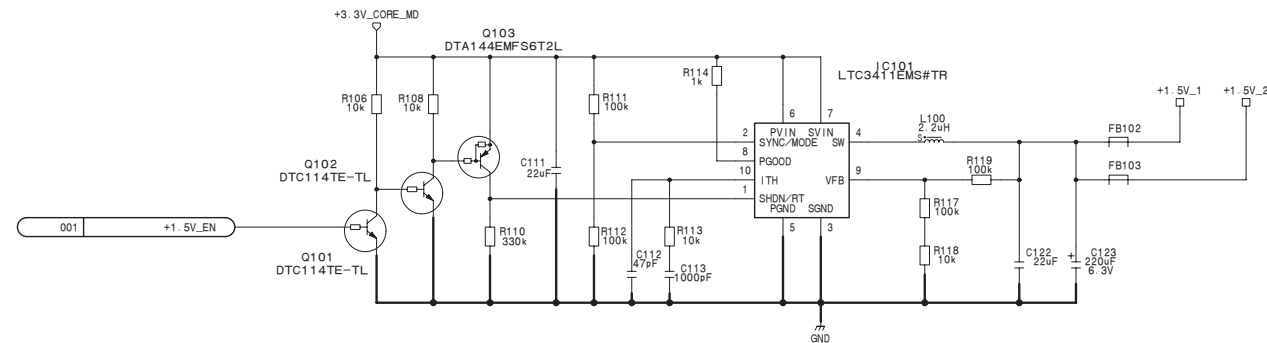 +3.3V_CORE_MD
Q103
DTA144EMFS6T2L
IC101
LTC3411EMS#TR
R106
10k
R108
10k
R111
100k
R114
1k
+1.5V_1
+1.5V_2
6
7
PVIN
SVIN
2
SYNC/MODE
SW
4
8
PGOOD
10
ITH
VFB
9
1
SHDN/RT
PGND
SGND
5
3
L100
2.2uH
S*
FB102
FB103
R119
100k
Q102
DTC114TE-TL
C111
22uF
R117
100k
R118
10k
001
+1.5V_EN
R110
330k
R112
100k
R113
10k
C112
47pF
C113
1000pF
C122
22uF
+
C123
220uF
6.3V
Q101
DTC114TE-TL
GND